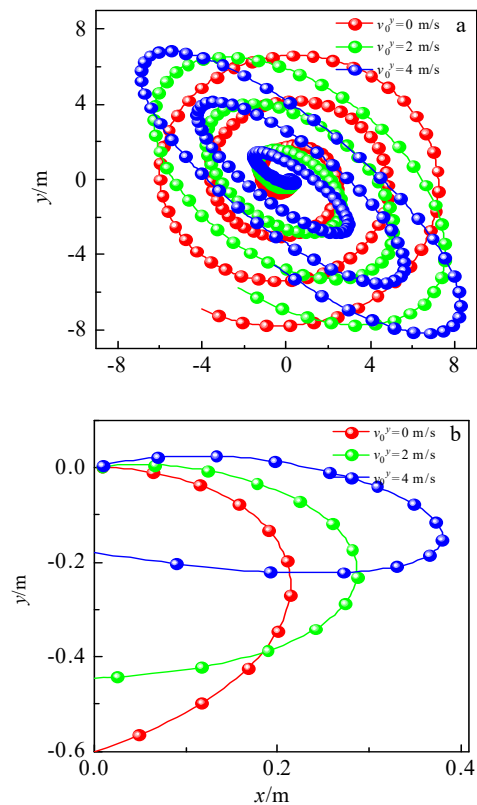 a
v₀ʸ=0 m/s
v₀ʸ=2 m/s
v₀ʸ=4 m/s
8
4
0
-4
-8
y/m
-8 -4 0 4 8
b
v₀ʸ=0 m/s
v₀ʸ=2 m/s
v₀ʸ=4 m/s
0.0
-0.2
-0.4
-0.6
y/m
0.0 0.2 0.4
x/m